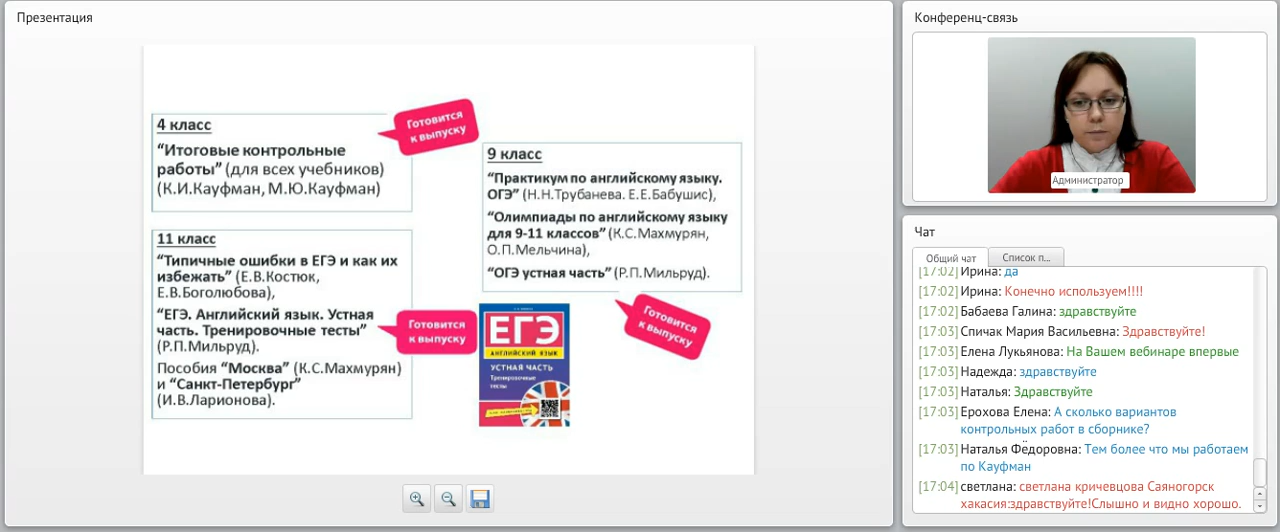 Презентация
4 класс
“Итоговые контрольные
работы” (для всех учебников)
(К.И.Кауфман, М.Ю.Кауфман)
Готовится
к выпуску
11 класс
“Типичные ошибки в ЕГЭ и как их
избежать” (Е.В.Костюк,
Е.В.Боголюбова),
“ЕГЭ. Английский язык. Устная
часть. Тренировочные тесты”
(Р.П.Мильруд).
Пособия “Москва” (К.С.Махмурян)
и “Санкт-Петербург”
(И.В.Ларионова).
Готовится
к выпуску
9 класс
“Практикум по английскому языку.
ОГЭ” (Н.Н.Трубанева. Е.Е.Бабушис),
“Олимпиады по английскому языку
для 9-11 классов” (К.С.Махмурян,
О.П.Мельчина),
“ОГЭ устная часть” (Р.П.Мильруд).
Готовится
к выпуску
ЕГЭ
АНГЛИЙСКИЙ ЯЗЫК
УСТНАЯ ЧАСТЬ
Тренировочные
тесты
Конференц-связь
Администратор
Чат
Общий чат
Список п...
[17:02] Ирина: да
[17:02] Ирина: Конечно используем!!!!
[17:02] Бабаева Галина: здравствуйте
[17:03] Спичак Мария Васильевна: Здравствуйте!
[17:03] Елена Лукьянова: На Вашем вебинаре впервые
[17:03] Надежда: здравствуйте
[17:03] Наталья: Здравствуйте
[17:03] Ерохова Елена: А сколько вариантов
контрольных работ в сборнике?
[17:03] Наталья Фёдоровна: Тем более что мы работаем
по Кауфман
[17:04] светлана: светлана кричевцова Саяногорск
хакасия:здравствуйте!Слышно и видно хорошо.